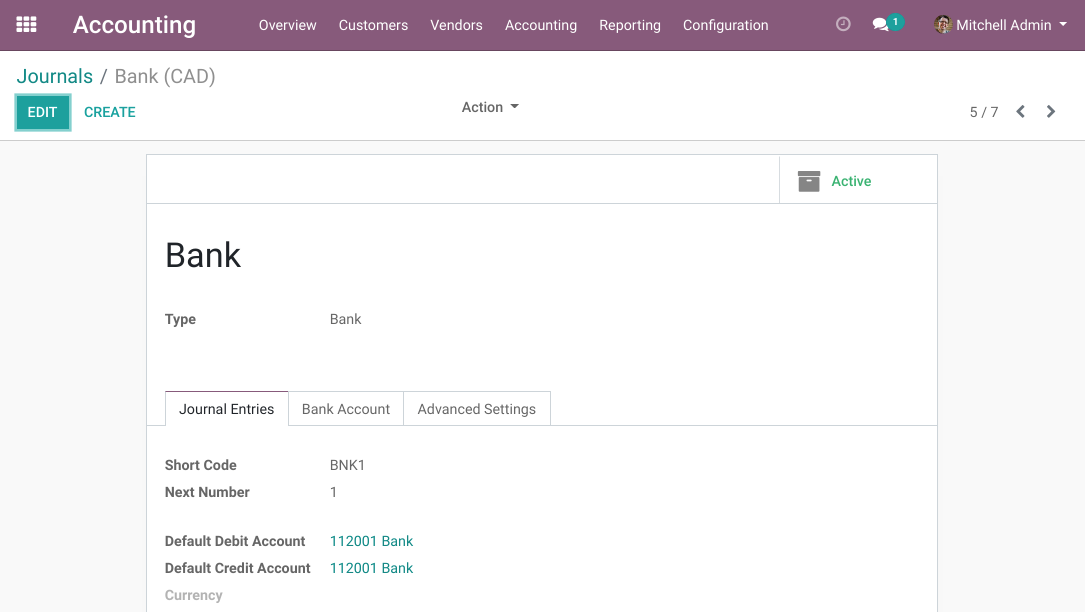 Accounting Overview Customers Vendors Accounting Reporting Configuration 1 Mitchell Admin
Journals / Bank (CAD)
EDIT CREATE Action 5 / 7
Active
Bank
Type Bank
Journal Entries Bank Account Advanced Settings
Short Code BNK1
Next Number 1
Default Debit Account 112001 Bank
Default Credit Account 112001 Bank
Currency